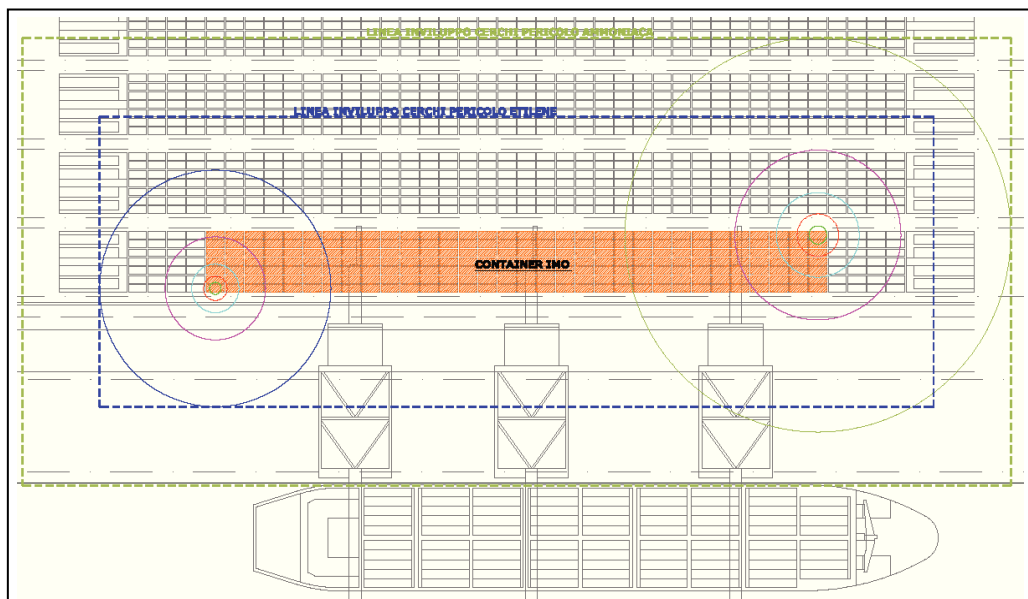 LINEA INVILUPPO CERCHI PERICOLO AMMONIACA
LINEA INVILUPPO CERCHI PERICOLO ETILENE
CONTAINER IMO